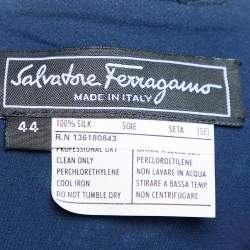 Salvatore Ferragamo
MADE IN ITALY
44
100% SILK SOIE SETA (SE)
R.N 136180843
PROFESSIONAL DRY
CLEAN ONLY PERCLOROETILENE
PERCHLORETHYLENE NON LAVARE IN ACQUA
COOL IRON STIRARE A BASSA TEMP.
DO NOT TUMBLE DRY NON CENTRIFUGARE